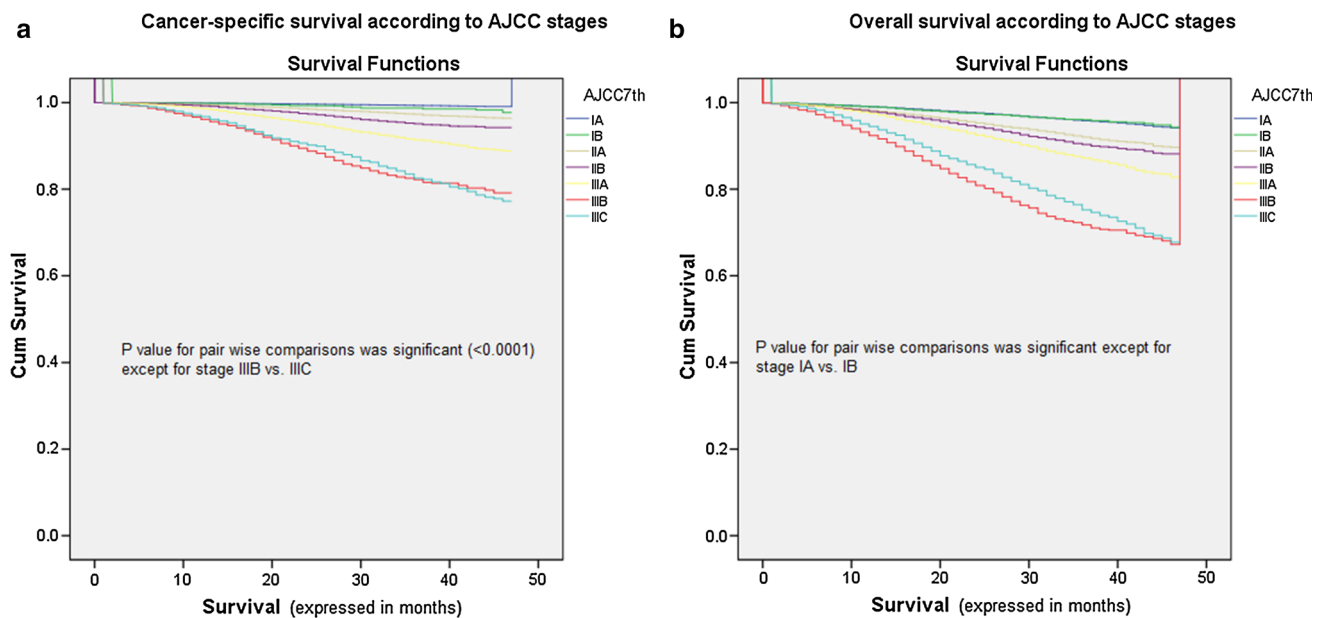 a
Cancer-specific survival according to AJCC stages
Survival Functions
AJCC7th
IA
IB
IIA
IIB
IIIA
IIIB
IIIC
Cum Survival
1.0
0.8
0.6
0.4
0.2
0.0
P value for pair wise comparisons was significant (<0.0001)
except for stage IIIB vs. IIIC
0 10 20 30 40 50
Survival (expressed in months)
b
Overall survival according to AJCC stages
Survival Functions
AJCC7th
IA
IB
IIA
IIB
IIIA
IIIB
IIIC
Cum Survival
1.0
0.8
0.6
0.4
0.2
0.0
P value for pair wise comparisons was significant except for
stage IA vs. IB
0 10 20 30 40 50
Survival (expressed in months)